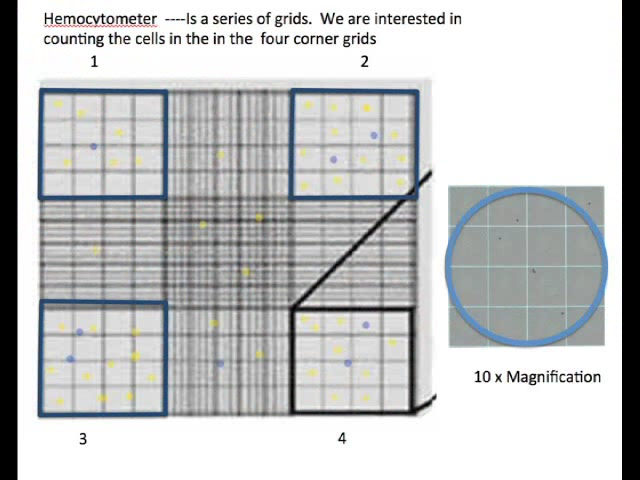 Hemocytometer ----Is a series of grids. We are interested in
counting the cells in the in the four corner grids
1
2
10 x Magnification
3
4